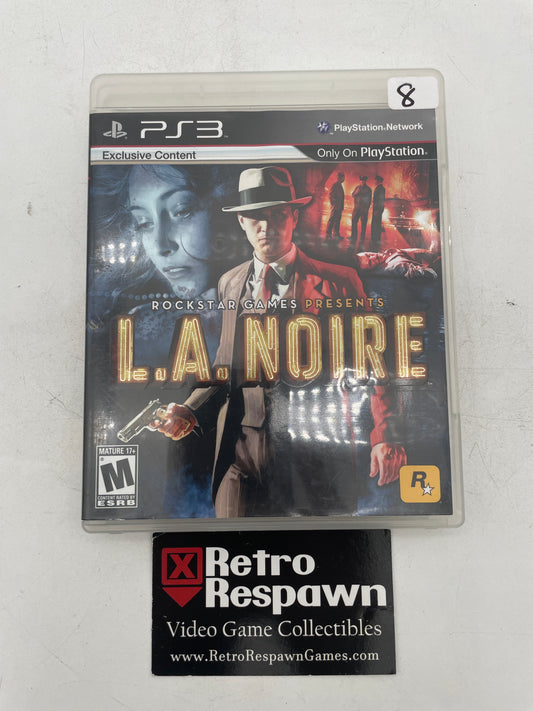 8
PS3
PlayStation Network
Exclusive Content
Only On PlayStation®
ROCKSTAR GAMES PRESENTS
L.A. NOIRE
MATURE 17+
M
CONTENT RATED BY
ESRB
R
Retro
Respawn
Video Game Collectibles
www.RetroRespawnGames.com